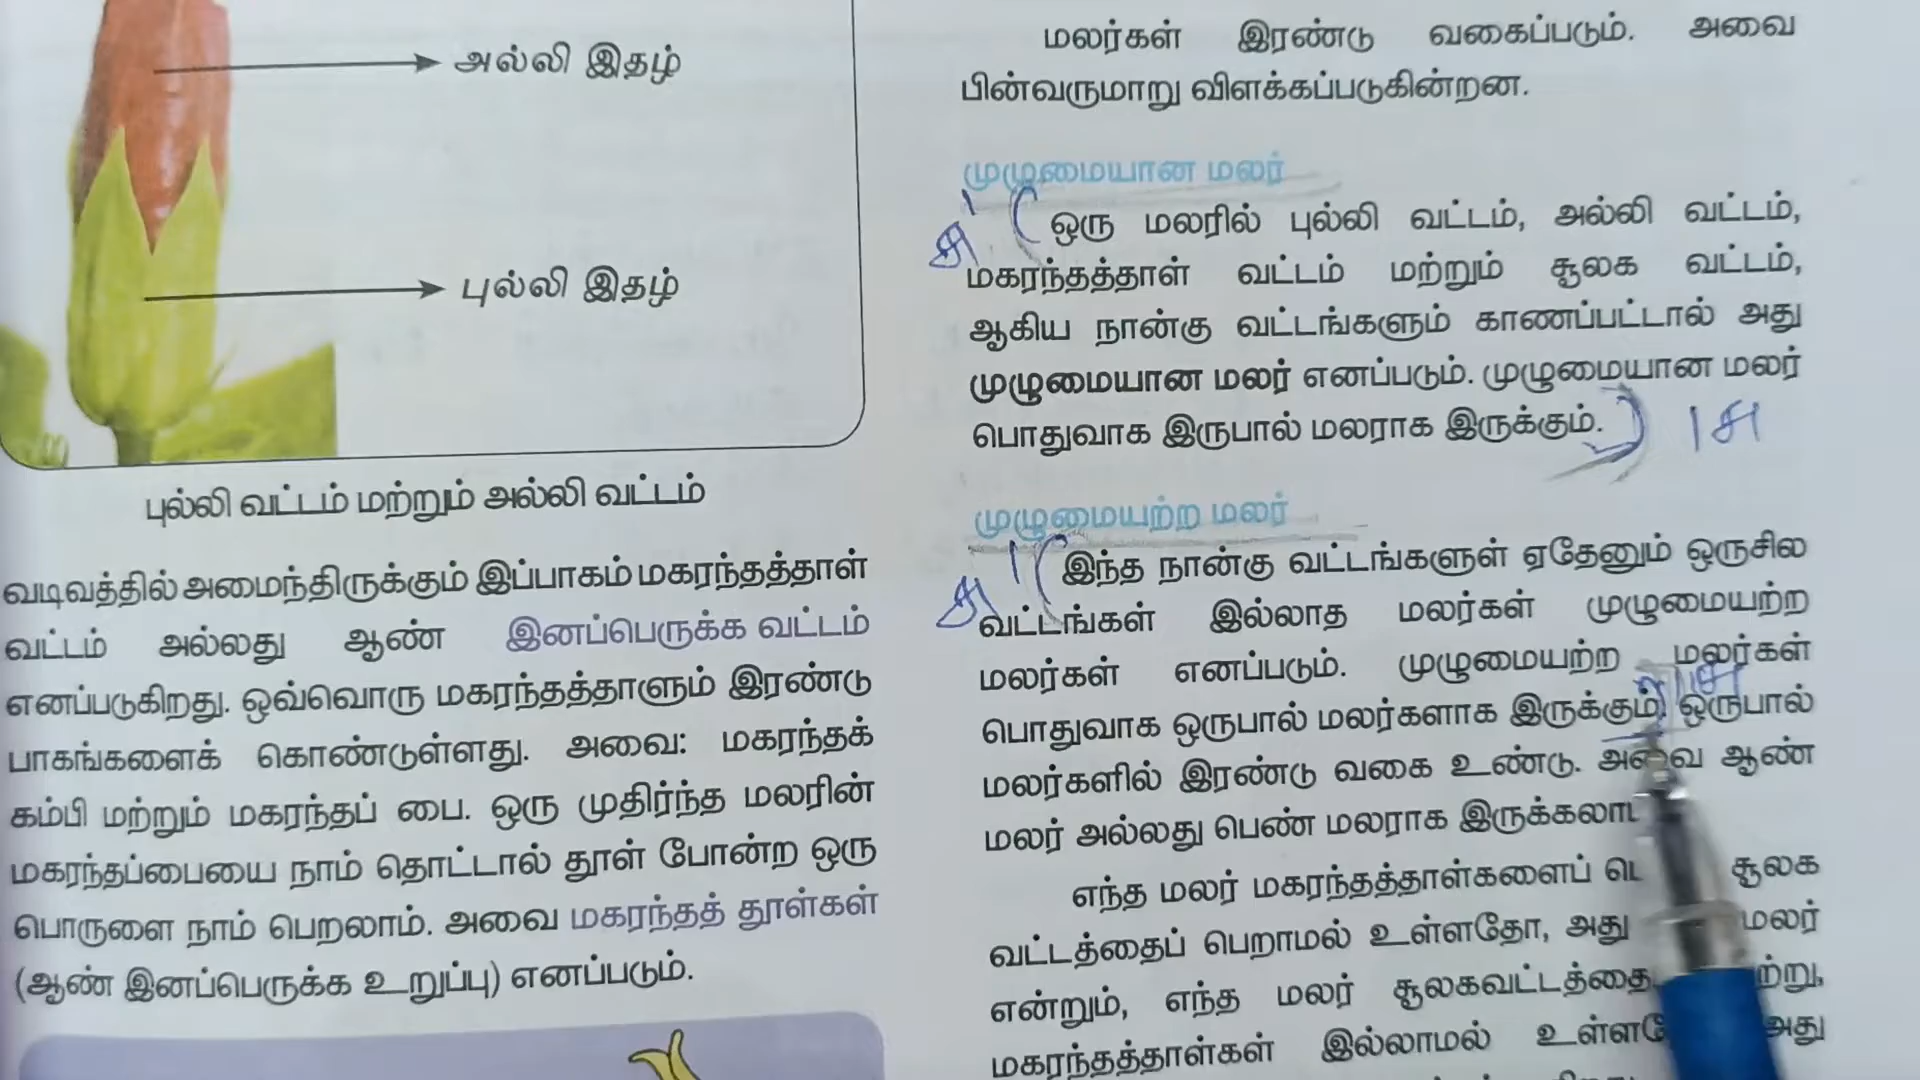 அல்லி இதழ்
புல்லி இதழ்
புல்லி வட்டம் மற்றும் அல்லி வட்டம்
வடிவத்தில் அமைந்திருக்கும் இப்பாகம் மகரந்தத்தாள்
வட்டம் அல்லது ஆண் இனப்பெருக்க வட்டம்
எனப்படுகிறது. ஒவ்வொரு மகரந்தத்தாளும் இரண்டு
பாகங்களைக் கொண்டுள்ளது. அவை: மகரந்தக்
கம்பி மற்றும் மகரந்தப் பை. ஒரு முதிர்ந்த மலரின்
மகரந்தப்பையை நாம் தொட்டால் தூள் போன்ற ஒரு
பொருளை நாம் பெறலாம். அவை மகரந்தத் தூள்கள்
(ஆண் இனப்பெருக்க உறுப்பு) எனப்படும்.
மலர்கள் இரண்டு வகைப்படும். அவை
பின்வருமாறு விளக்கப்படுகின்றன.
முழுமையான மலர்
ஒரு மலரில் புல்லி வட்டம், அல்லி வட்டம்,
மகரந்தத்தாள் வட்டம் மற்றும் சூலக வட்டம்,
ஆகிய நான்கு வட்டங்களும் காணப்பட்டால் அது
முழுமையான மலர் எனப்படும். முழுமையான மலர்
பொதுவாக இருபால் மலராக இருக்கும்.
முழுமையற்ற மலர்
இந்த நான்கு வட்டங்களுள் ஏதேனும் ஒருசில
வட்டங்கள் இல்லாத மலர்கள் முழுமையற்ற
மலர்கள் எனப்படும். முழுமையற்ற மலர்கள்
பொதுவாக ஒருபால் மலர்களாக இருக்கும். ஒருபால்
மலர்களில் இரண்டு வகை உண்டு. அவை ஆண்
மலர் அல்லது பெண் மலராக
எந்த மலர் மகரந்தத்தாள்களைப் சூலக
வட்டத்தைப் பெறாமல் உள்ளதோ, அது மலர்
என்றும், எந்த மலர்
மகரந்தத்தாள்கள் இல்லாமல் அது